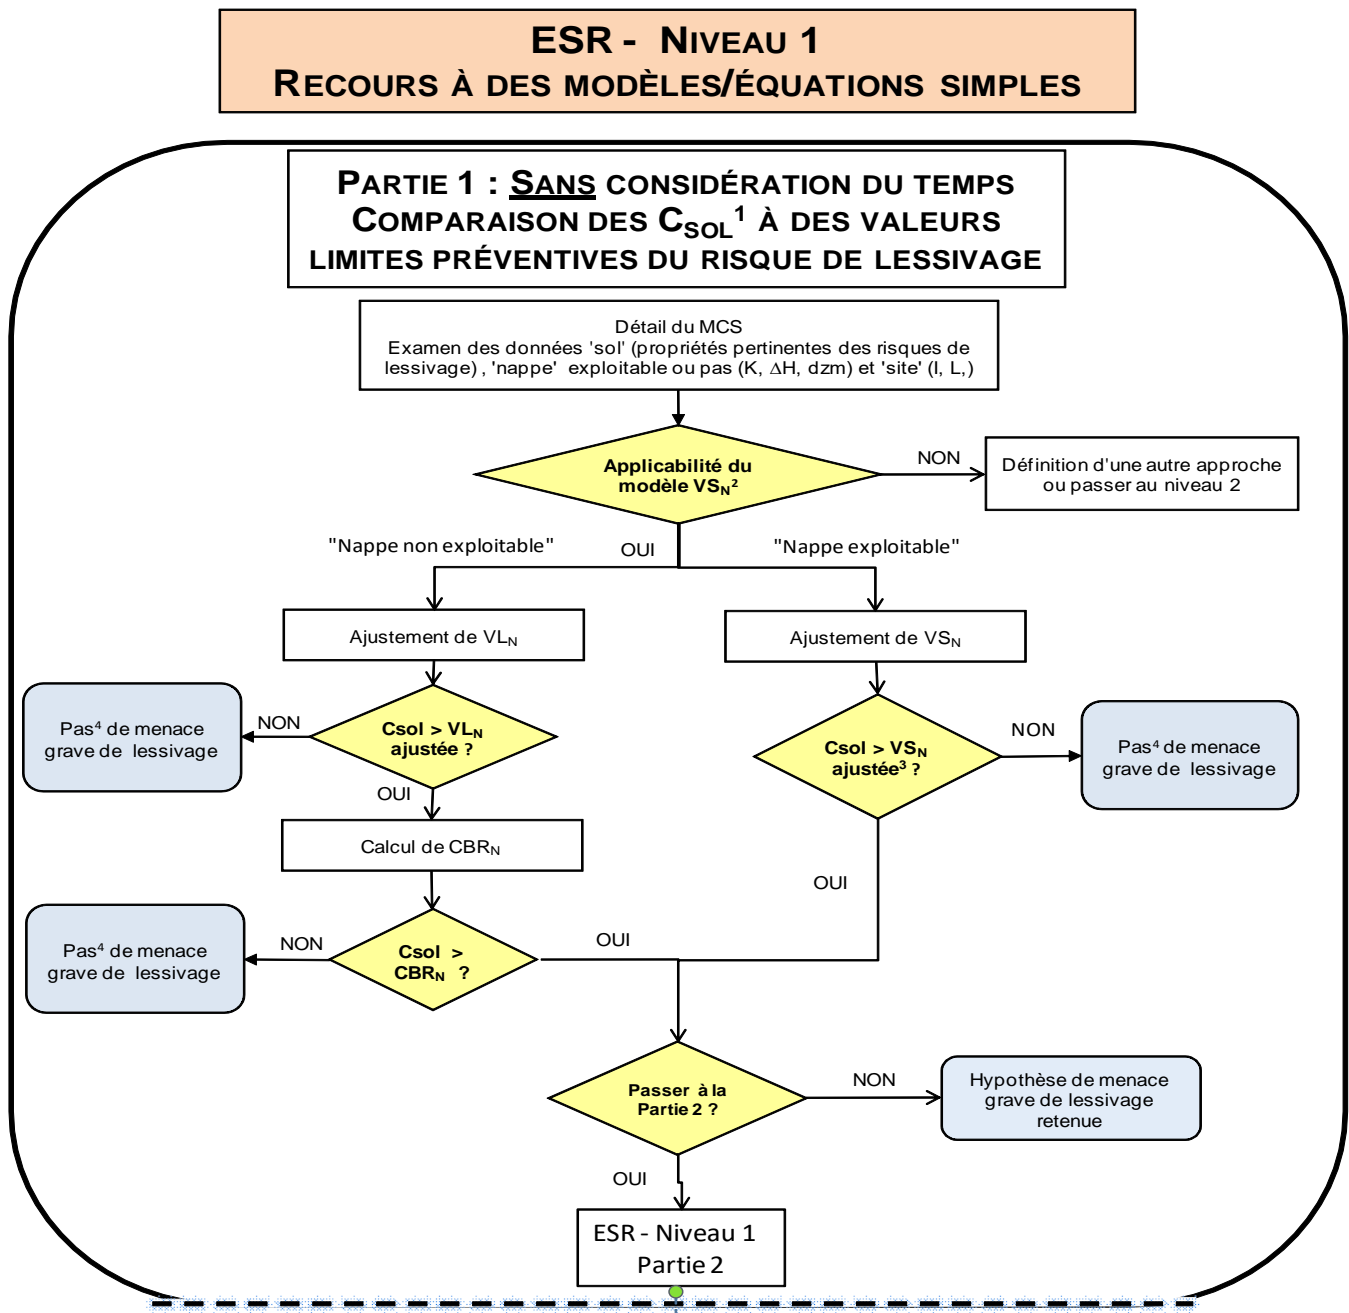 ESR - NIVEAU 1
RECOURS À DES MODÈLES/ÉQUATIONS SIMPLES
PARTIE 1 : SANS CONSIDÉRATION DU TEMPS
COMPARAISON DES CSOL¹ À DES VALEURS
LIMITES PRÉVENTIVES DU RISQUE DE LESSIVAGE
Détail du MCS
Examen des données 'sol' (propriétés pertinentes des risques de
lessivage) , 'nappe' exploitable ou pas (K, ΔH, dzm) et 'site' (I, L,)
Applicabilité du
modèle VSN²
NON
Définition d'une autre approche
ou passer au niveau 2
"Nappe non exploitable"
OUI
"Nappe exploitable"
Ajustement de VLN
Ajustement de VSN
Pas⁴ de menace
grave de lessivage
NON
Csol > VLN
ajustée ?
Csol > VSN
ajustée³ ?
NON
Pas⁴ de menace
grave de lessivage
OUI
Calcul de CBRN
OUI
Pas⁴ de menace
grave de lessivage
NON
Csol >
CBRN ?
OUI
Passer à la
Partie 2 ?
NON
Hypothèse de menace
grave de lessivage
retenue
OUI
ESR - Niveau 1
Partie 2